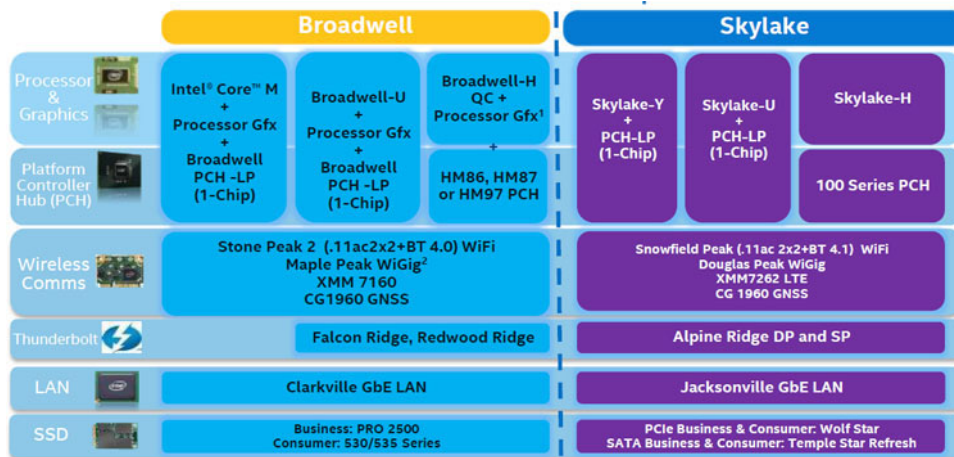 Broadwell
Skylake
Processor
&
Graphics
Intel® Core™ M
+
Processor Gfx
+
Broadwell
PCH -LP
(1-Chip)
Broadwell-U
+
Processor Gfx
+
Broadwell
PCH -LP
(1-Chip)
Broadwell-H
QC +
Processor Gfx¹
+
HM86, HM87
or HM97 PCH
Skylake-Y
+
PCH-LP
(1-Chip)
Skylake-U
+
PCH-LP
(1-Chip)
Skylake-H
100 Series PCH
Platform
Controller
Hub (PCH)
Wireless
Comms
Stone Peak 2 (.11ac2x2+BT 4.0) WiFi
Maple Peak WiGig²
XMM 7160
CG1960 GNSS
Snowfield Peak (.11ac 2x2+BT 4.1) WiFi
Douglas Peak WiGig
XMM7262 LTE
CG 1960 GNSS
Thunderbolt
Falcon Ridge, Redwood Ridge
Alpine Ridge DP and SP
LAN
Clarkville GbE LAN
Jacksonville GbE LAN
SSD
Business: PRO 2500
Consumer: 530/535 Series
PCIe Business & Consumer: Wolf Star
SATA Business & Consumer: Temple Star Refresh